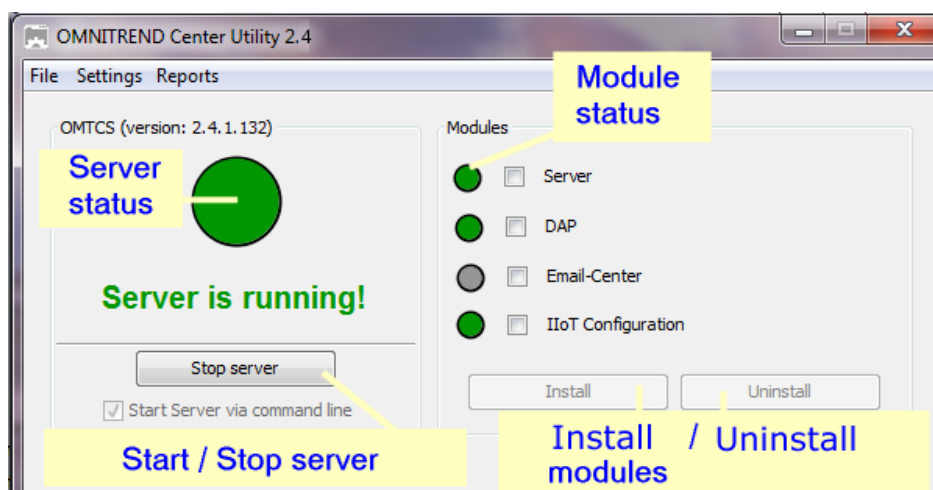 OMNITREND Center Utility 2.4
File Settings Reports
Module
status
OMTCS (version: 2.4.1.132)
Modules
Server
status
Server
DAP
Email-Center
IIoT Configuration
Server is running!
Stop server
Start Server via command line
Install
Uninstall
Start / Stop server
Install / Uninstall
modules